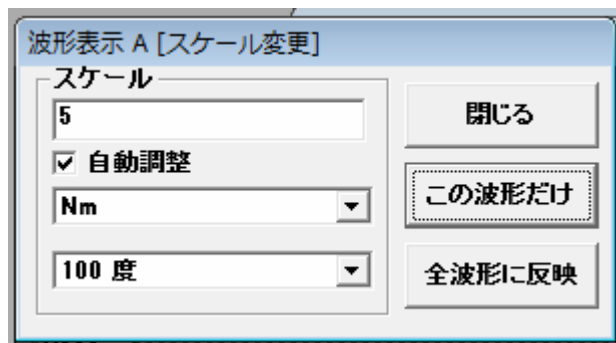 波形表示 A [スケール変更]
スケール
5
自動調整
Nm
100 度
閉じる
この波形だけ
全波形に反映